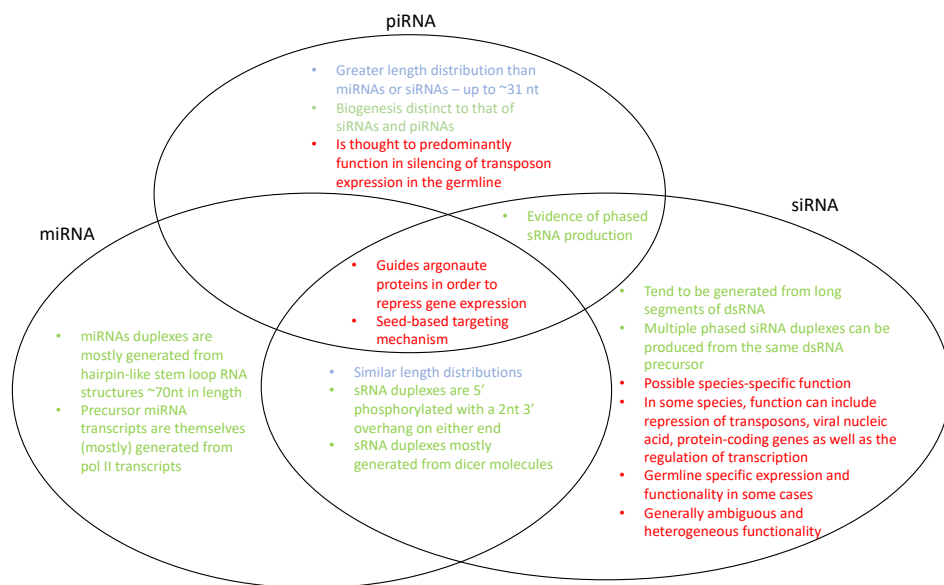 piRNA
• Greater length distribution than
miRNAs or siRNAs – up to ~31 nt
• Biogenesis distinct to that of
siRNAs and piRNAs
• Is thought to predominantly
function in silencing of transposon
expression in the germline
siRNA
• Evidence of phased
sRNA production
miRNA
• Guides argonaute
proteins in order to
repress gene expression
• Seed-based targeting
mechanism
• miRNAs duplexes are
mostly generated from
hairpin-like stem loop RNA
structures ~70nt in length
• Precursor miRNA
transcripts are themselves
(mostly) generated from
pol II transcripts
• Similar length distributions
• sRNA duplexes are 5’
phosphorylated with a 2nt 3’
overhang on either end
• sRNA duplexes mostly
generated from dicer molecules
• Tend to be generated from long
segments of dsRNA
• Multiple phased siRNA duplexes can be
produced from the same dsRNA
precursor
• Possible species-specific function
• In some species, function can include
repression of transposons, viral nucleic
acid, protein-coding genes as well as the
regulation of transcription
• Germline specific expression and
functionality in some cases
• Generally ambiguous and
heterogeneous functionality